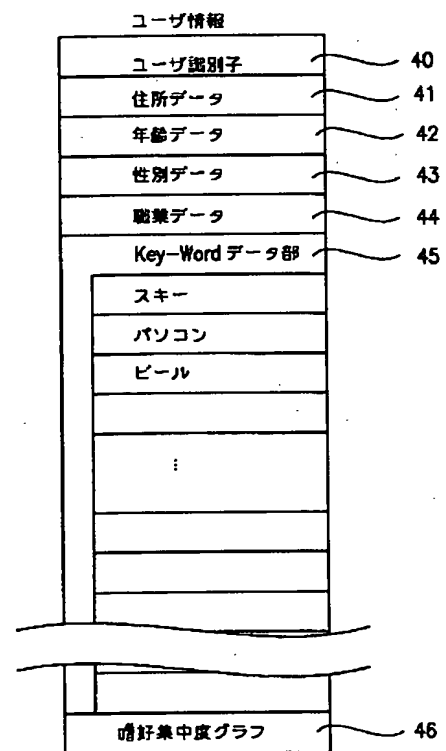 ユーザ情報
ユーザ識別子 40
住所データ 41
年齢データ 42
性別データ 43
職業データ 44
Key-Word データ部 45
スキー
パソコン
ビール
⋮
嗜好集中度グラフ 46